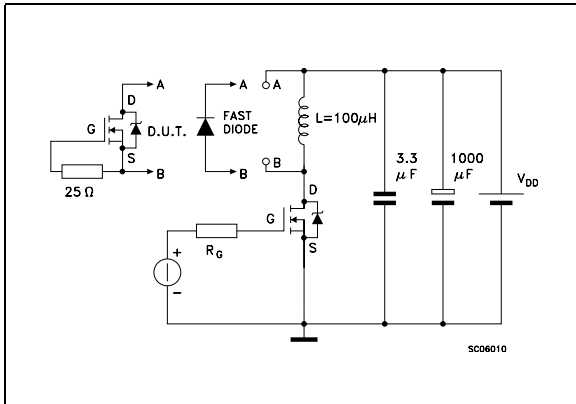 A
A
A
D
G
D.U.T.
FAST
DIODE
L=100µH
S
B
B
B
25 Ω
3.3
µF
1000
µF
VDD
D
G
S
RG
+
−
SC06010